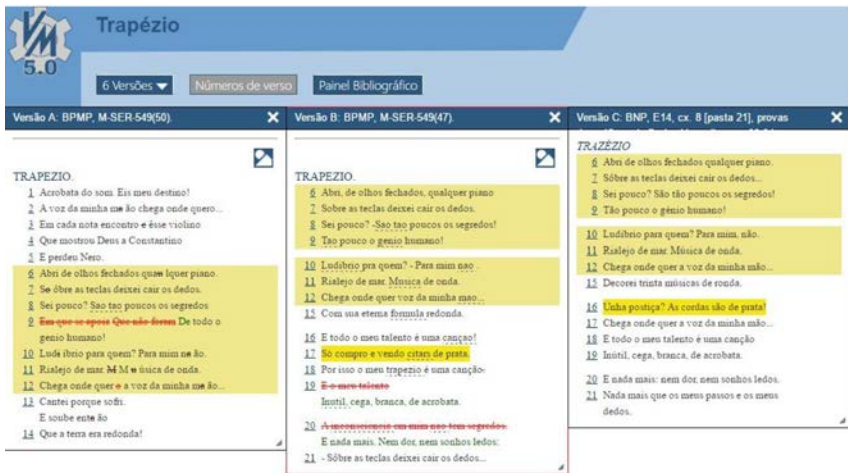 VM
5.0
Trapézio
6 Versões
Números de verso
Painel Bibliográfico
Versão A: BPMP, M-SER-549(50).
TRAPEZIO.
1 Acrobata do som. Eis meu destino!
2 A voz da minha me ão chega onde quero...
3 Em cada nota encontro e êsse violino
4 Que mostrou Deus a Constantino
5 E perdeu Nero.
6 Abri de olhos fechados quan lquer piano.
7 Se ôbre as teclas deixei cair os dedos.
8 Sei pouco? Sao tao poucos os segredos
9 Em que se apoia Que não foram De todo o
genio humano!
10 Ludi ibrio para quem? Para mim ne ão.
11 Rialejo de mar. M M u úsica de onda.
12 Chega onde quer o a voz da minha me ão...
13 Cantei porque sofri.
E soube ente ão
14 Que a terra era redonda!
Versão B: BPMP, M-SER-549(47).
TRAPEZIO.
6 Abri, de olhos fechados, qualquer piano
7 Sobre as teclas deixei cair os dedos.
8 Sei pouco? -Sao tao poucos os segredos!
9 Tao pouco o genio humano!
10 Ludibrio pra quem? - Para mim nao .
11 Rialejo de mar. Musica de onda.
12 Chega onde quer voz da minha mao...
15 Com sua eterna formula redonda.
16 E todo o meu talento é uma cançao!
17 Só compro e vendo citars de prata.
18 Por isso o meu trapezio é uma canção.
19 E o meu talento
Inutil, cega, branca, de acrobata.
20 A inconsciencia em mim nao tem segredos.
E nada mais. Nem dor, nem sonhos ledos:
21 - Sôbre as teclas deixei cair os dedos...
Versão C: BNP, E14, cx. 8 [pasta 21], provas
TRAZÉZIO
6 Abri de olhos fechados qualquer piano.
7 Sôbre as teclas deixei cair os dedos...
8 Sei pouco? São tão poucos os segredos!
9 Tão pouco o génio humano!
10 Ludíbrio para quem? Para mim, não.
11 Rialejo de mar. Música de onda.
12 Chega onde quer a voz da minha mão...
15 Decorei trinta músicas de ronda.
16 Unha postiça? As cordas são de prata!
17 Chega onde quer a voz da minha mão...
18 E todo o meu talento é uma canção
19 Inútil, cega, branca, de acrobata.
20 E nada mais: nem dor, nem sonhos ledos.
21 Nada mais que os meus passos e os meus
dedos.